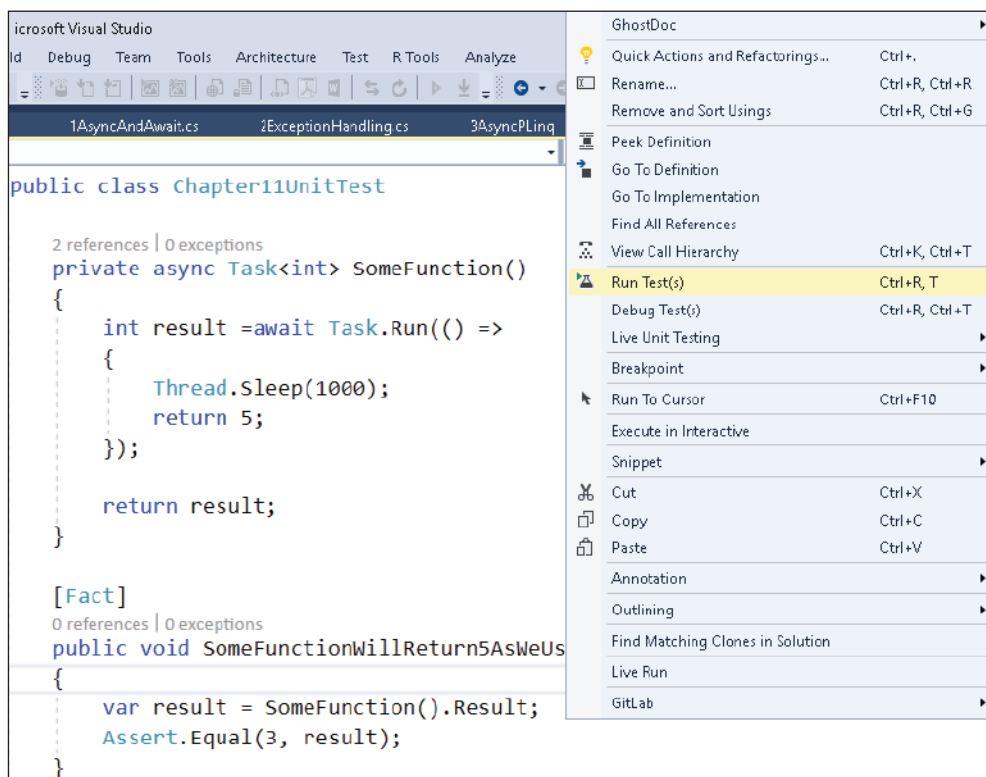 icrosoft Visual Studio
ld Debug Team Tools Architecture Test R Tools Analyze
1AsyncAndAwait.cs 2ExceptionHandling.cs 3AsyncPLinq
public class Chapter11UnitTest
2 references | 0 exceptions
private async Task<int> SomeFunction()
{
int result =await Task.Run(() =>
{
Thread.Sleep(1000);
return 5;
});
return result;
}
[Fact]
0 references | 0 exceptions
public void SomeFunctionWillReturn5AsWeUs
{
var result = SomeFunction().Result;
Assert.Equal(3, result);
}
GhostDoc
Quick Actions and Refactorings... Ctrl+.
Rename... Ctrl+R, Ctrl+R
Remove and Sort Usings Ctrl+R, Ctrl+G
Peek Definition
Go To Definition
Go To Implementation
Find All References
View Call Hierarchy Ctrl+K, Ctrl+T
Run Test(s) Ctrl+R, T
Debug Test(s) Ctrl+R, Ctrl+T
Live Unit Testing
Breakpoint
Run To Cursor Ctrl+F10
Execute in Interactive
Snippet
Cut Ctrl+X
Copy Ctrl+C
Paste Ctrl+V
Annotation
Outlining
Find Matching Clones in Solution
Live Run
GitLab